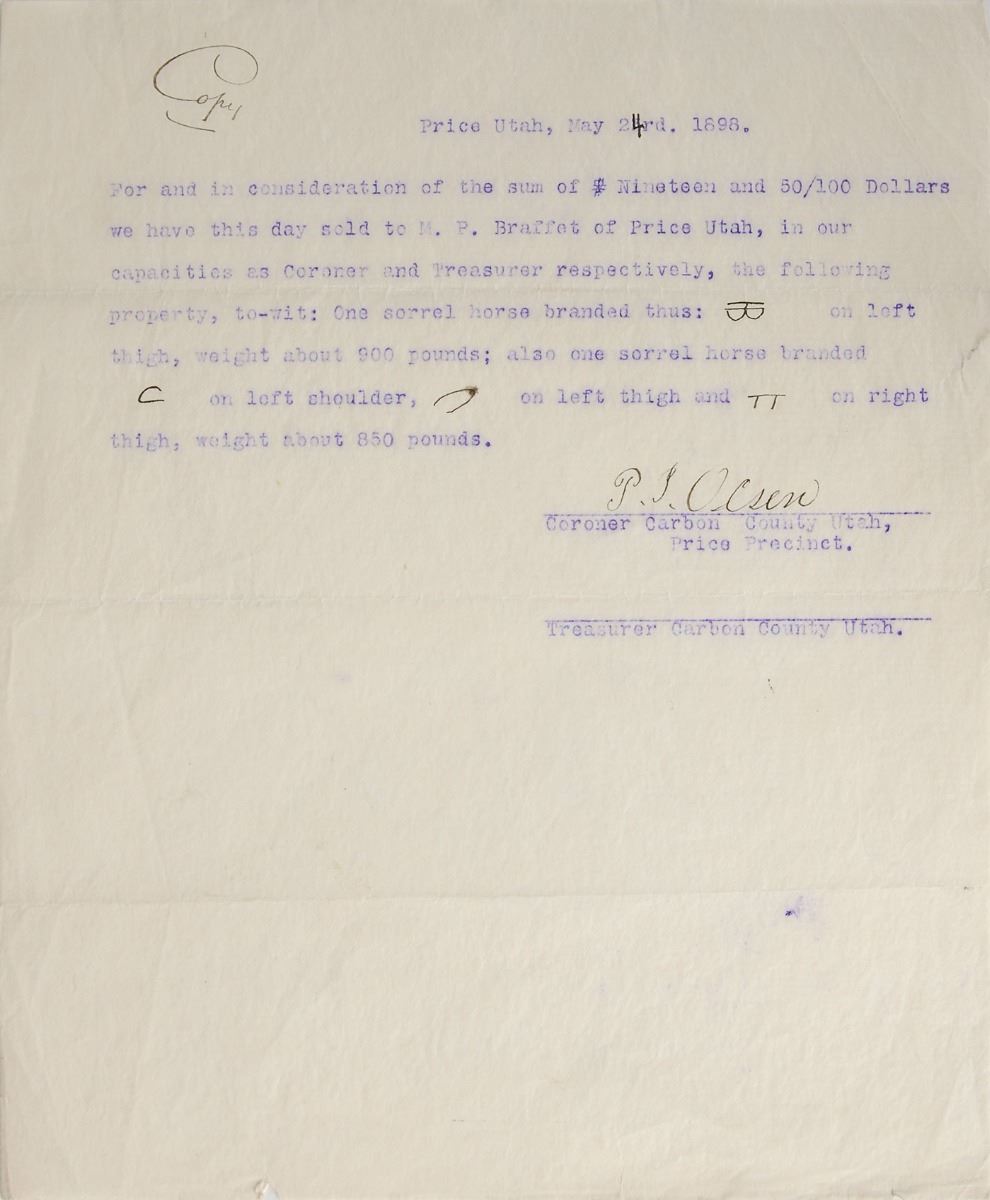 Copy
Price Utah, May 24rd. 1898.
For and in consideration of the sum of $ Nineteen and 50/100 Dollars
we have this day sold to M. P. Braffet of Price Utah, in our
capacities as Coroner and Treasurer respectively, the following
property, to-wit: One sorrel horse branded thus: on left
thigh, weight about 900 pounds; also one sorrel horse branded
on left shoulder, on left thigh and on right
thigh, weight about 850 pounds.
P. I. Olsen
Coroner Carbon County Utah,
Price Precinct.
Treasurer Carbon County Utah.